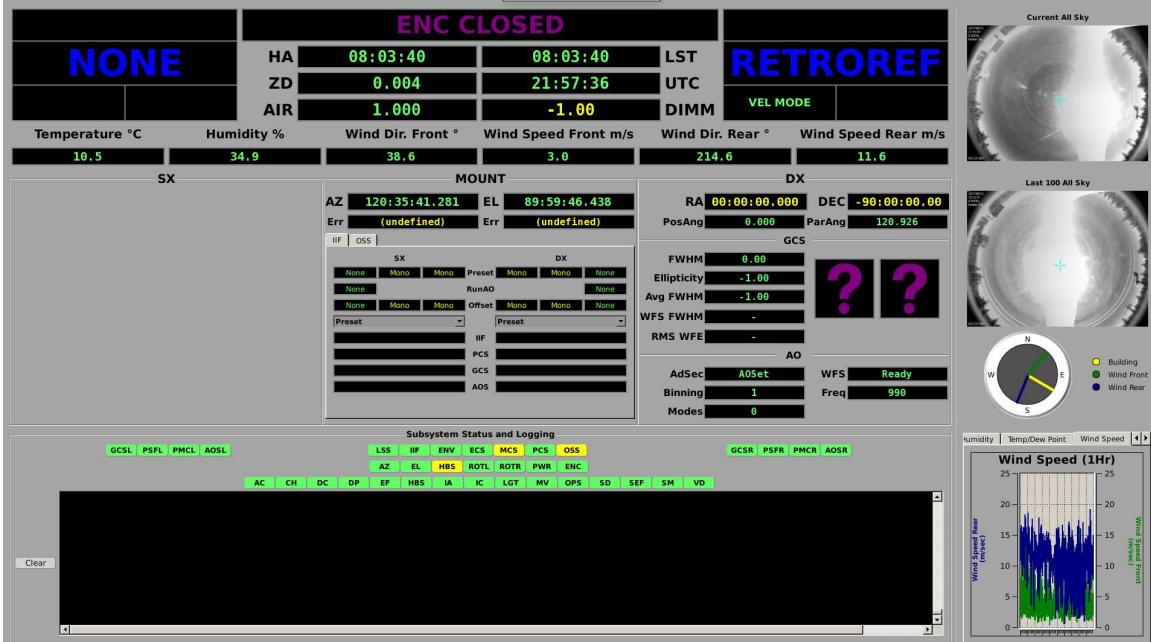 ENC CLOSED
NONE
RETROREF
HA 08:03:40 08:03:40 LST
ZD 0.004 21:57:36 UTC
AIR 1.000 -1.00 DIMM
VEL MODE
Temperature °C Humidity % Wind Dir. Front ° Wind Speed Front m/s Wind Dir. Rear ° Wind Speed Rear m/s
10.5 34.9 38.6 3.0 214.6 11.6
SX
MOUNT
AZ 120:35:41.281 EL 89:59:46.438
Err (undefined) Err (undefined)
IIF OSS
SX DX
None Mono Mono Preset Mono Mono None
None RunAO None
None Mono Mono Offset Mono Mono None
Preset Preset
IIF
PCS
GCS
AOS
DX
RA 00:00:00.000 DEC -90:00:00.00
PosAng 0.000 ParAng 120.926
GCS
FWHM 0.00
Ellipticity -1.00
Avg FWHM -1.00
WFS FWHM -
RMS WFE -
? ?
AO
AdSec AOSet WFS Ready
Binning 1 Freq 990
Modes 0
Subsystem Status and Logging
GCSL PSFL PMCL AOSL LSS IIF ENV ECS MCS PCS OSS GCSR PSFR PMCR AOSR
AZ EL HBS ROTL ROTR PWR ENC
AC CH DC DP EF HBS IA IC LGT MV OPS SD SEF SM VD
Clear
Current All Sky
Last 100 All Sky
N
W E
S
Building
Wind Front
Wind Rear
umidity Temp/Dew Point Wind Speed
Wind Speed (1Hr)
25 25
20 20
15 15
10 10
5 5
0 0
Wind Speed Rear
(m/sec)
Wind Speed Front
(m/sec)